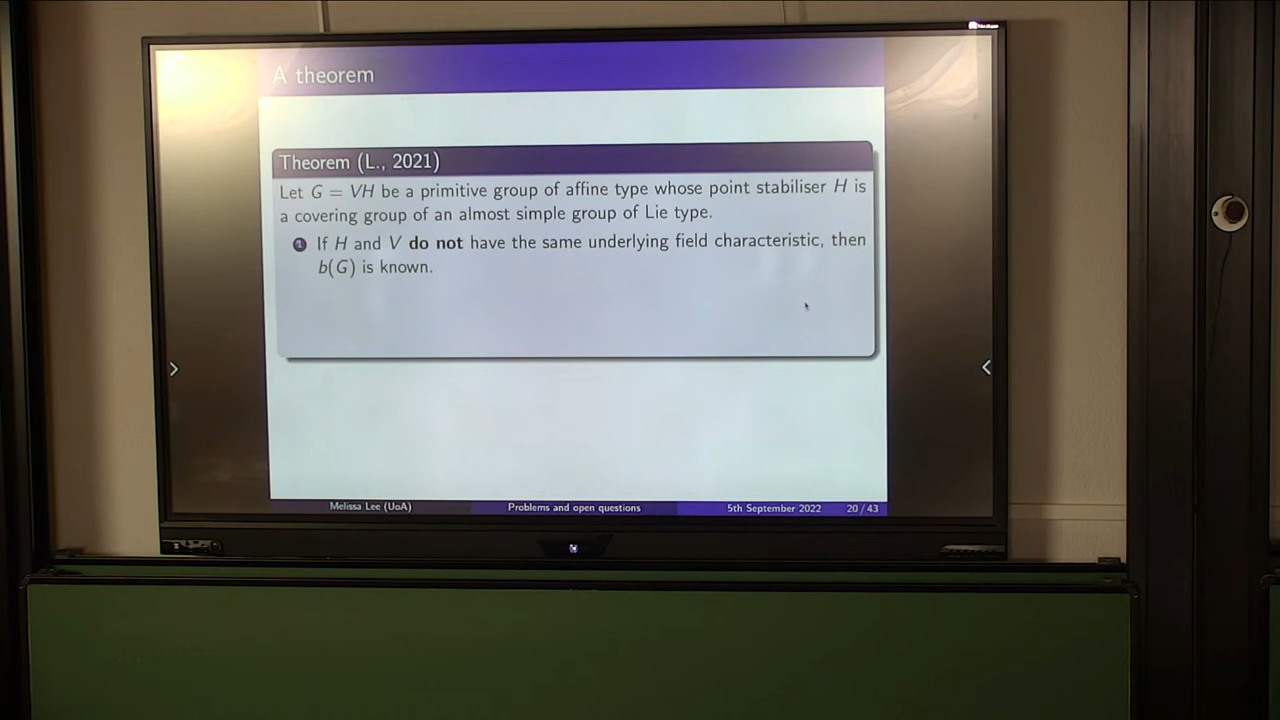 A theorem
Theorem (L., 2021)
Let G = VH be a primitive group of affine type whose point stabiliser H is
a covering group of an almost simple group of Lie type.
1 If H and V do not have the same underlying field characteristic, then
b(G) is known.
Melissa Lee (UoA) Problems and open questions 5th September 2022 20 / 43